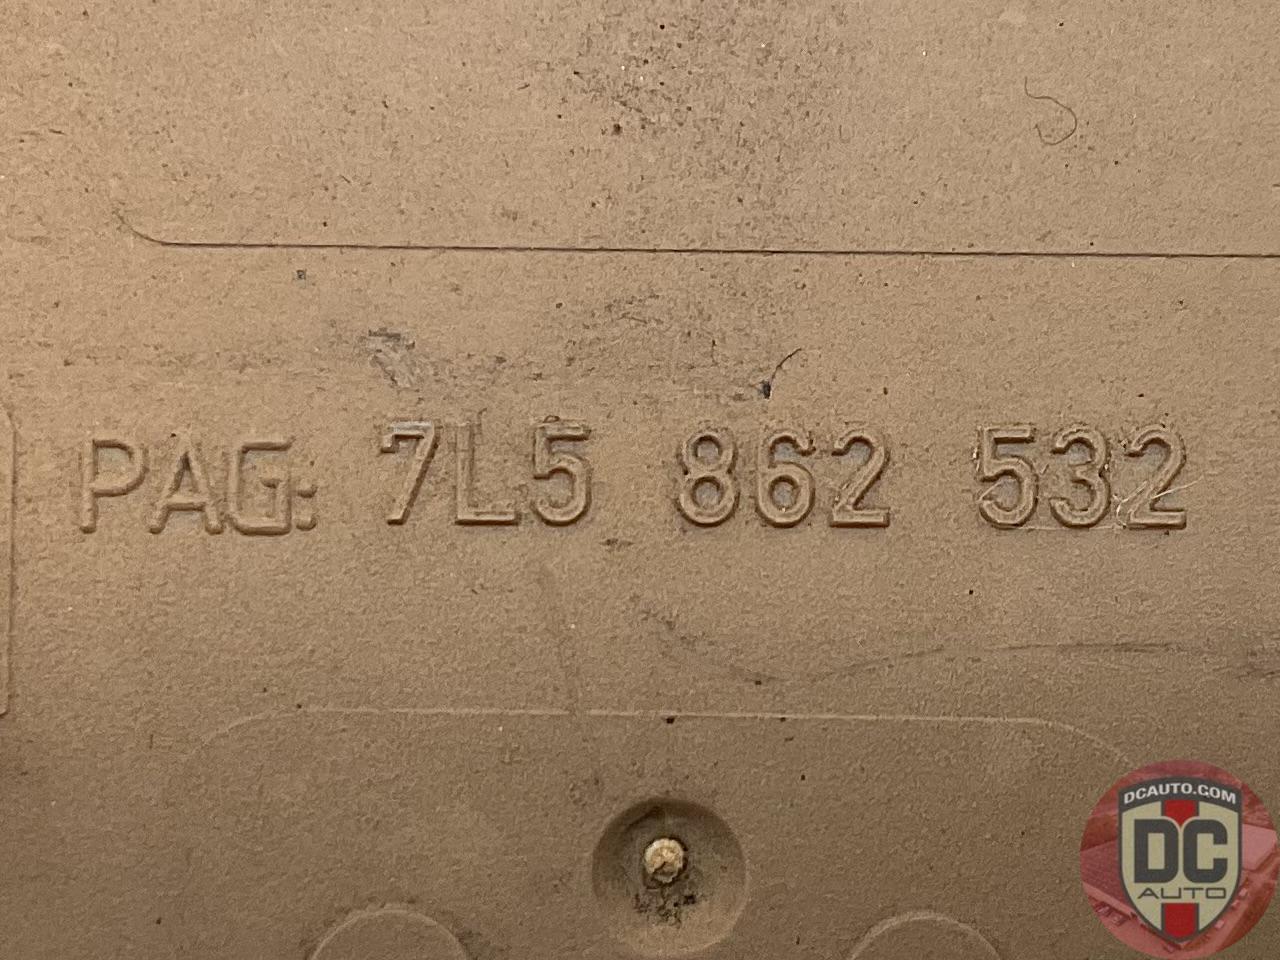 PAG: 7L5 862 532
DCAUTO.COM
DC
AUTO